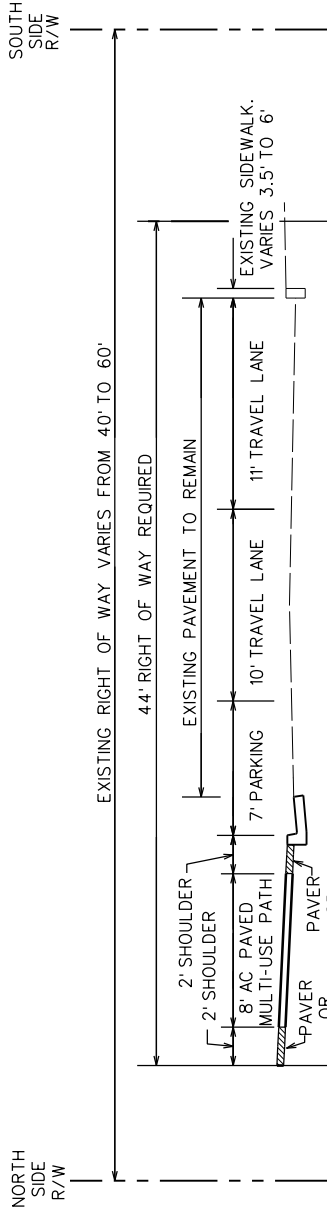 NORTH
SIDE
R/W
SOUTH
SIDE
R/W
EXISTING RIGHT OF WAY VARIES FROM 40' TO 60'
44' RIGHT OF WAY REQUIRED
EXISTING PAVEMENT TO REMAIN
2' SHOULDER
2' SHOULDER
8' AC PAVED
MULTI-USE PATH
7' PARKING
10' TRAVEL LANE
11' TRAVEL LANE
EXISTING SIDEWALK.
VARIES 3.5' TO 6'
PAVER
OR
PAVER